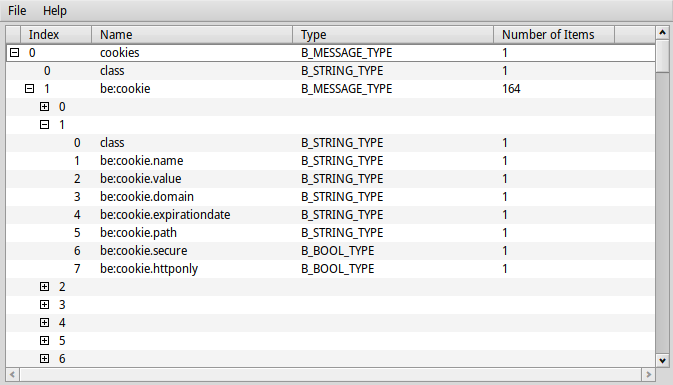 File Help
Index Name Type Number of Items
0 cookies B_MESSAGE_TYPE 1
0 class B_STRING_TYPE 1
1 be:cookie B_MESSAGE_TYPE 164
0
1
0 class B_STRING_TYPE 1
1 be:cookie.name B_STRING_TYPE 1
2 be:cookie.value B_STRING_TYPE 1
3 be:cookie.domain B_STRING_TYPE 1
4 be:cookie.expirationdate B_STRING_TYPE 1
5 be:cookie.path B_STRING_TYPE 1
6 be:cookie.secure B_BOOL_TYPE 1
7 be:cookie.httponly B_BOOL_TYPE 1
2
3
4
5
6